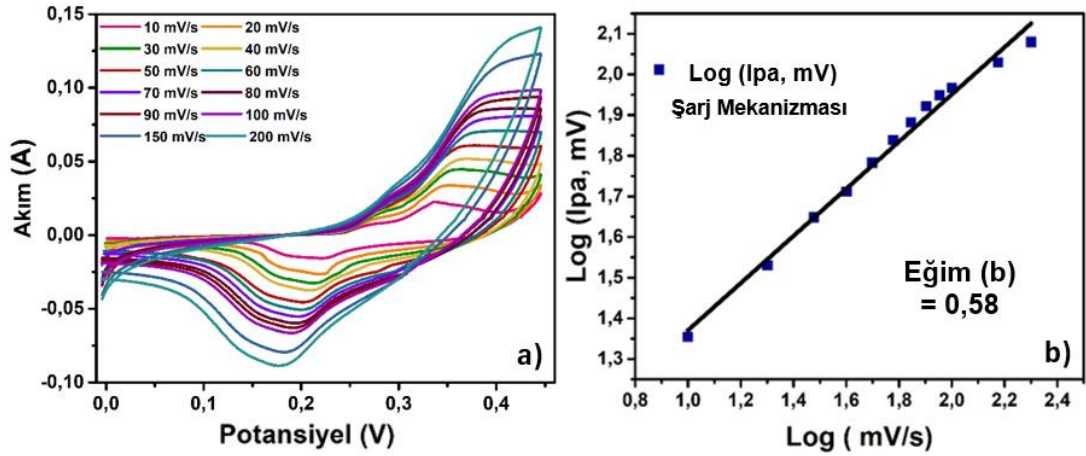 0,15
0,10
0,05
0,00
-0,05
-0,10
Akım (A)
10 mV/s 20 mV/s
30 mV/s 40 mV/s
50 mV/s 60 mV/s
70 mV/s 80 mV/s
90 mV/s 100 mV/s
150 mV/s 200 mV/s
a)
0,0 0,1 0,2 0,3 0,4
Potansiyel (V)
2,1
2,0
1,9
1,8
1,7
1,6
1,5
1,4
1,3
Log (Ipa, mV)
Log (Ipa, mV)
Şarj Mekanizması
Eğim (b)
= 0,58
b)
0,8 1,0 1,2 1,4 1,6 1,8 2,0 2,2 2,4
Log ( mV/s)